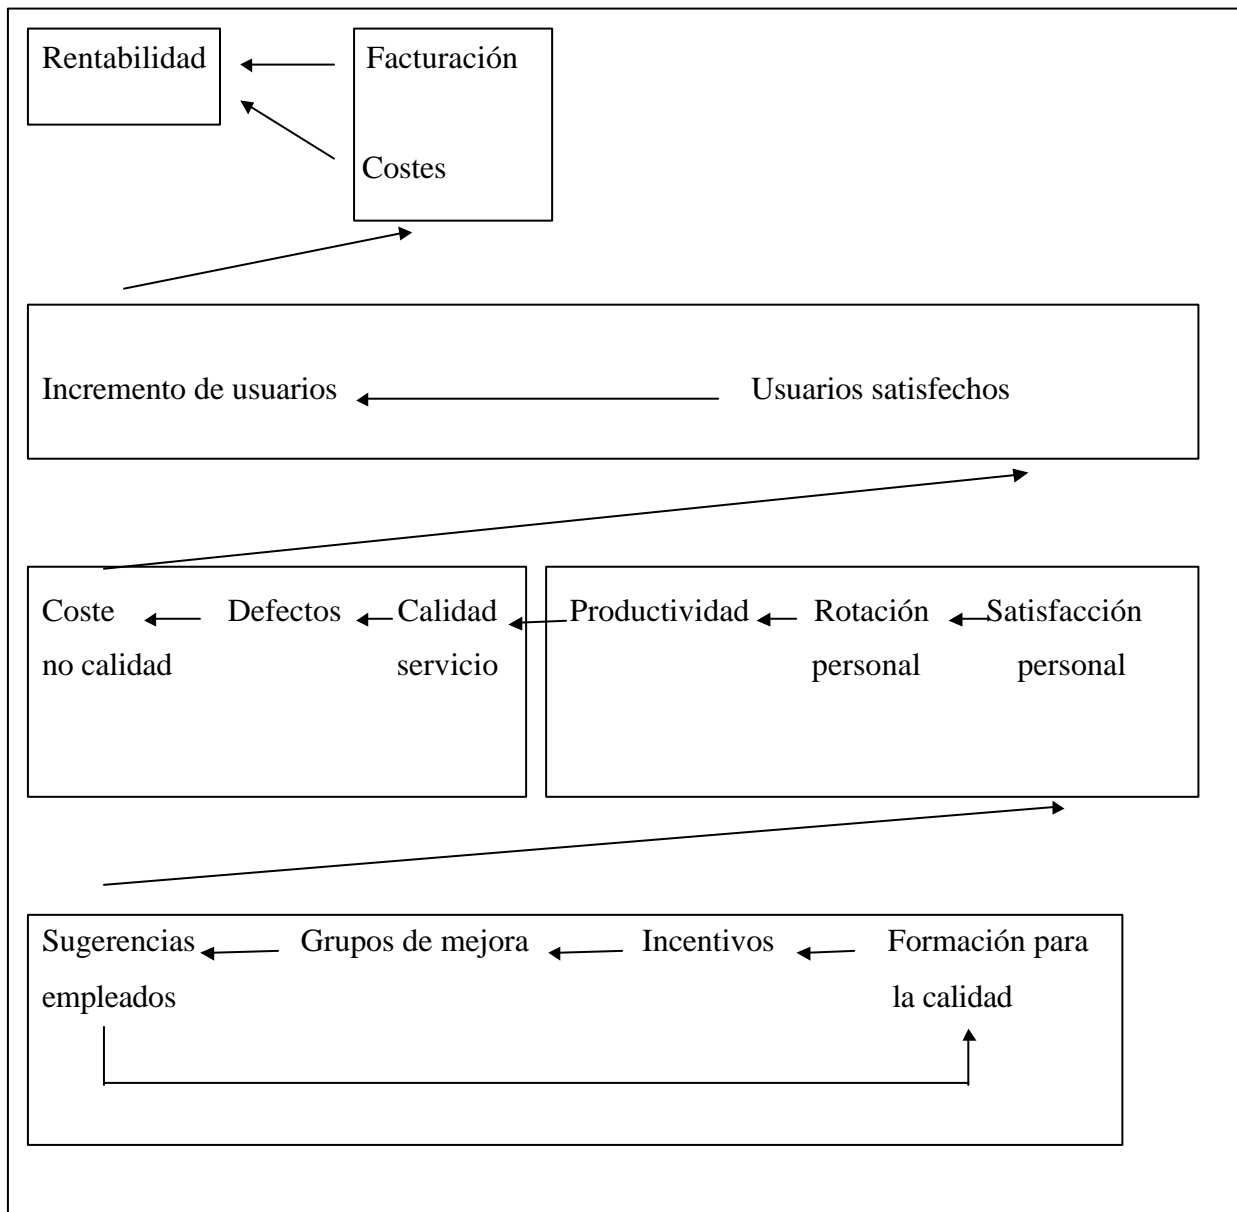 Rentabilidad Facturación
Costes
Incremento de usuarios Usuarios satisfechos
Coste Defectos Calidad Productividad Rotación Satisfacción
no calidad servicio personal personal
Sugerencias Grupos de mejora Incentivos Formación para
empleados la calidad